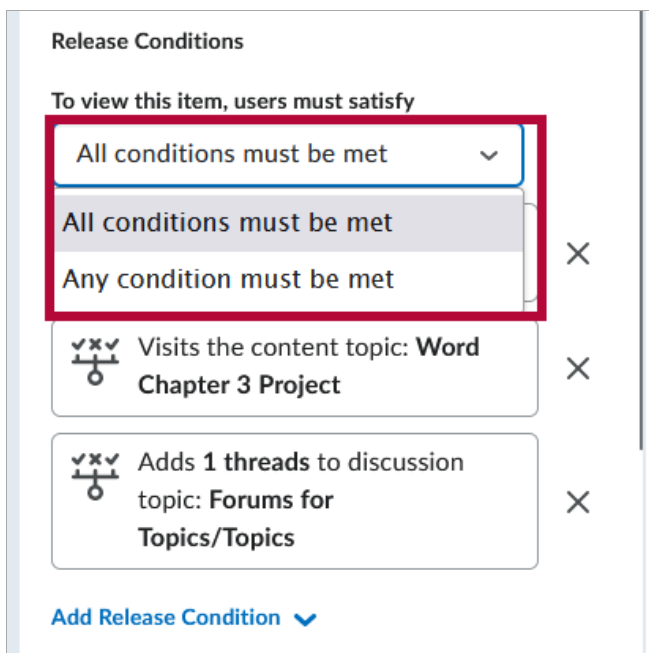 Release Conditions
To view this item, users must satisfy
All conditions must be met
All conditions must be met
Any condition must be met
Visits the content topic: Word
Chapter 3 Project
Adds 1 threads to discussion
topic: Forums for
Topics/Topics
Add Release Condition